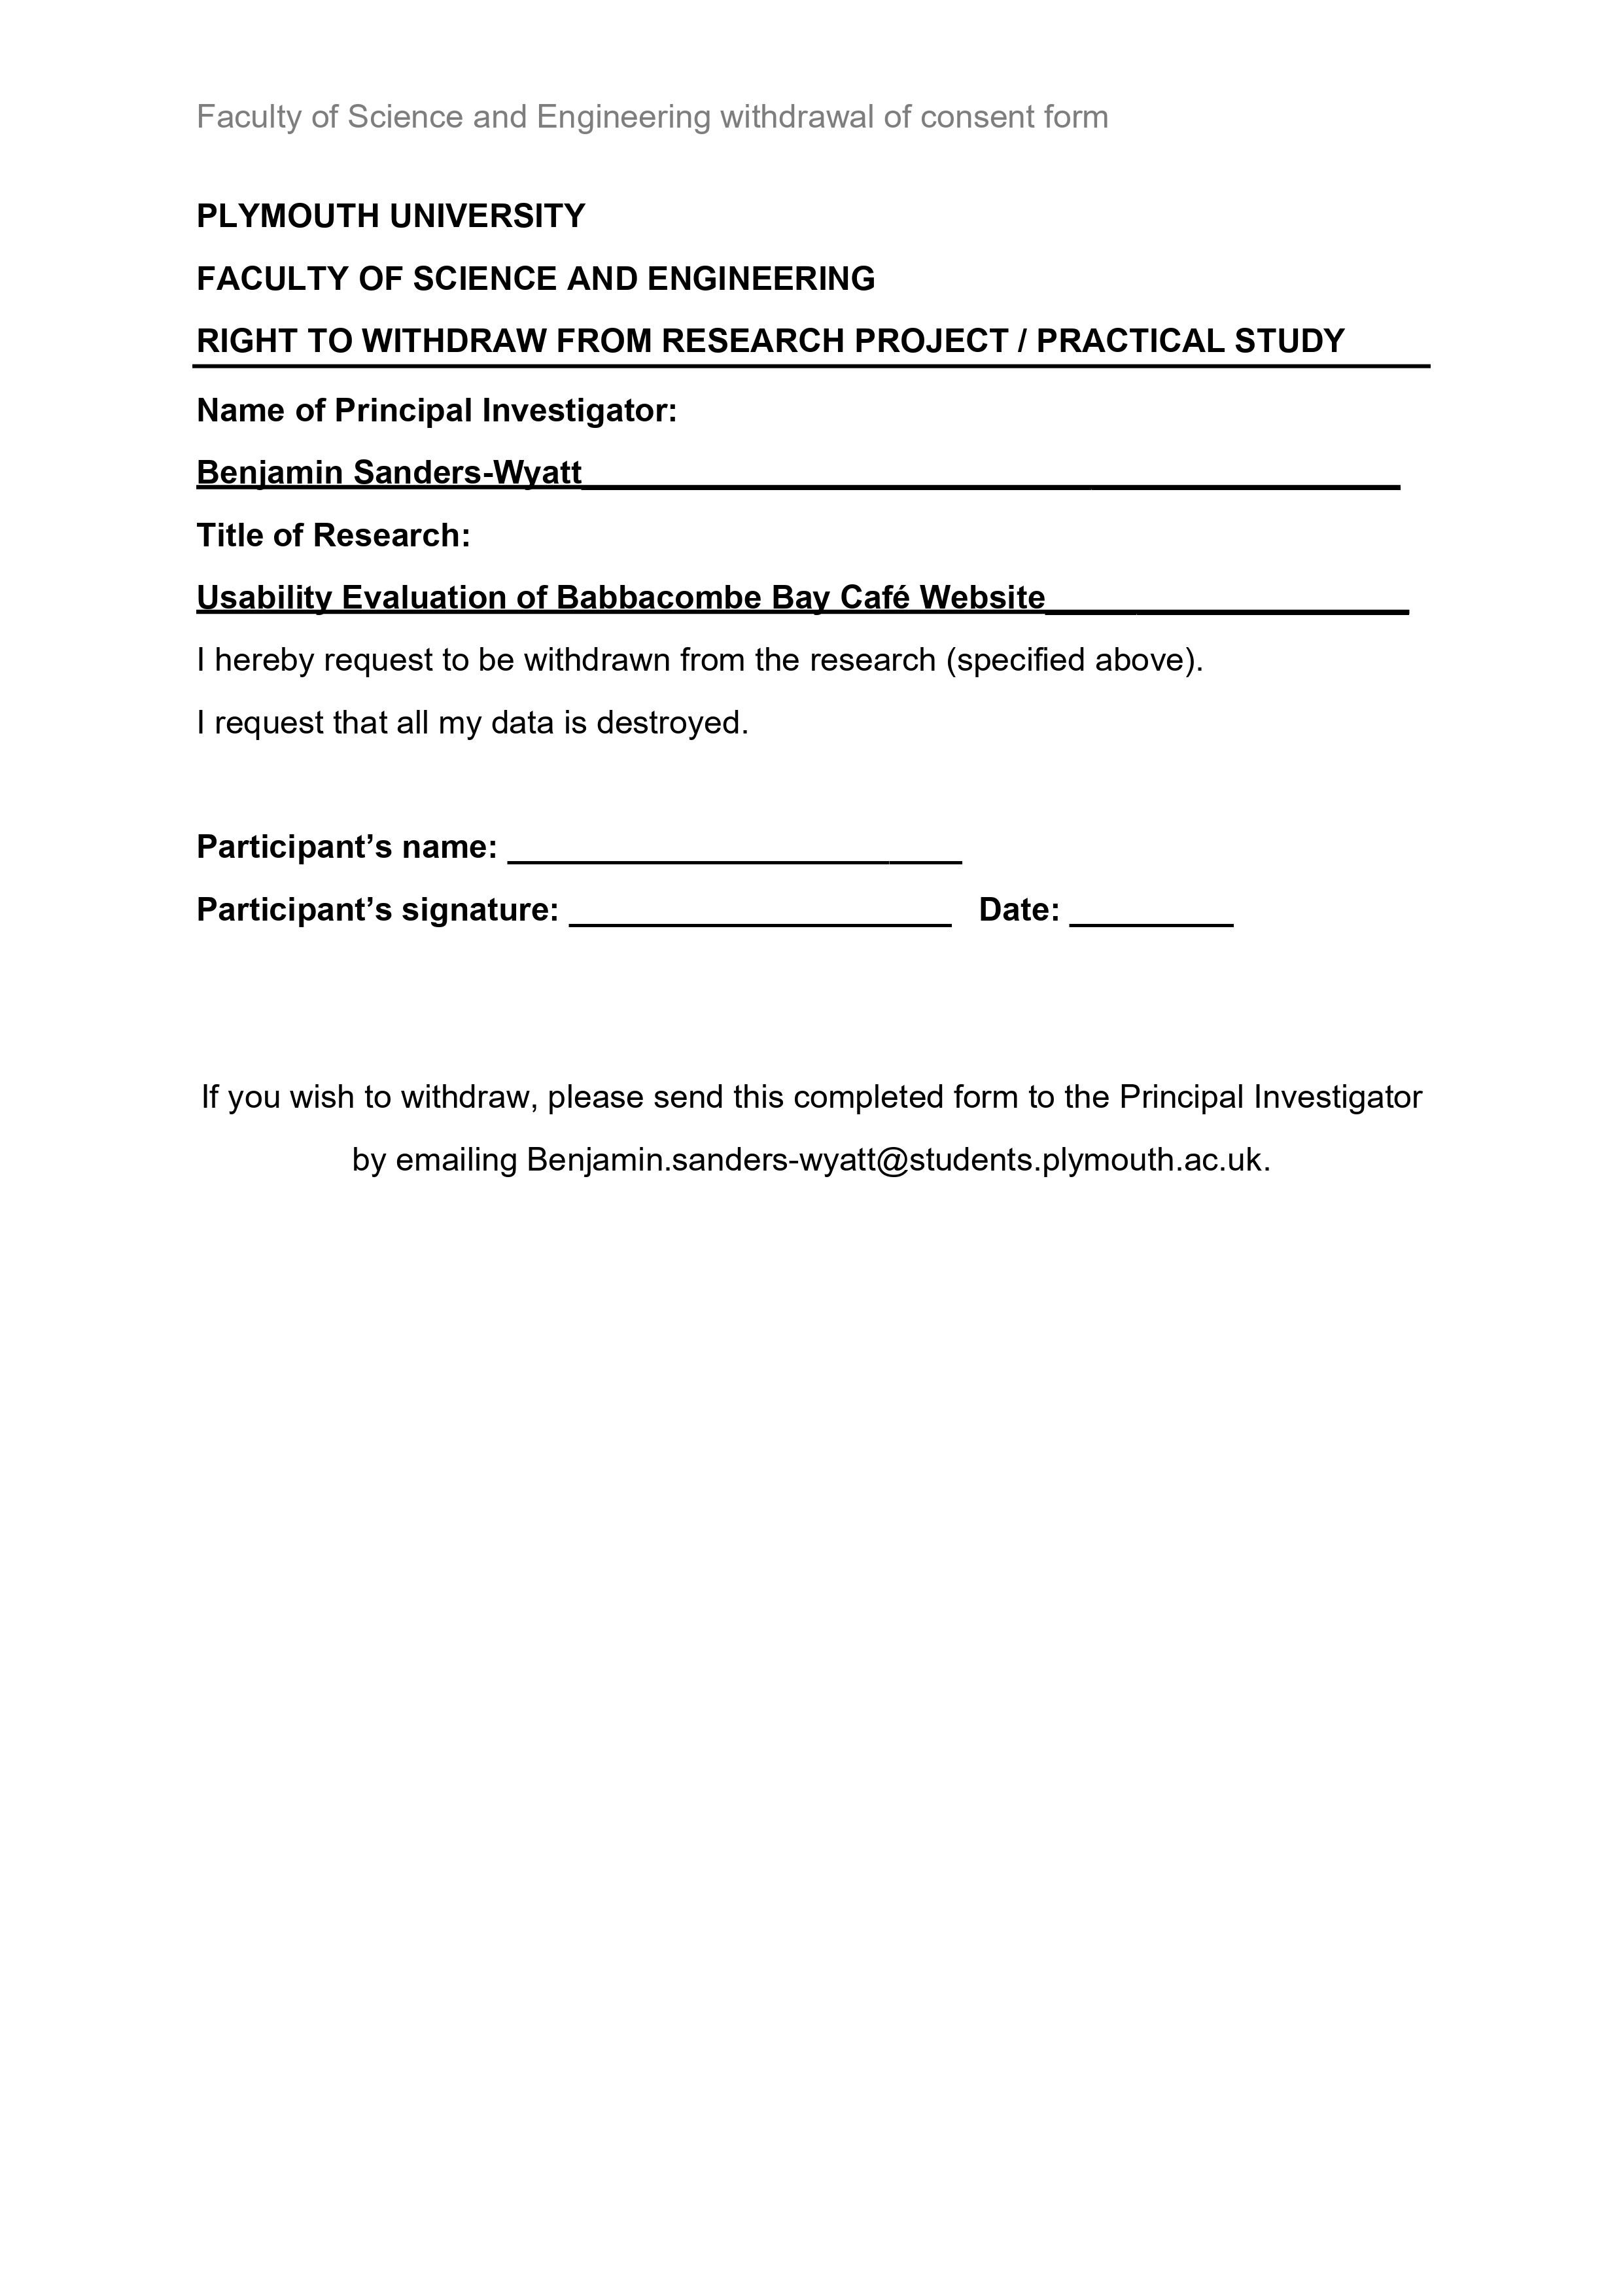 Faculty of Science and Engineering withdrawal of consent form
PLYMOUTH UNIVERSITY
FACULTY OF SCIENCE AND ENGINEERING
RIGHT TO WITHDRAW FROM RESEARCH PROJECT / PRACTICAL STUDY
Name of Principal Investigator:
Benjamin Sanders-Wyatt
Title of Research:
Usability Evaluation of Babbacombe Bay Café Website
I hereby request to be withdrawn from the research (specified above).
I request that all my data is destroyed.
Participant’s name:
Participant’s signature: Date:
If you wish to withdraw, please send this completed form to the Principal Investigator
by emailing Benjamin.sanders-wyatt@students.plymouth.ac.uk.